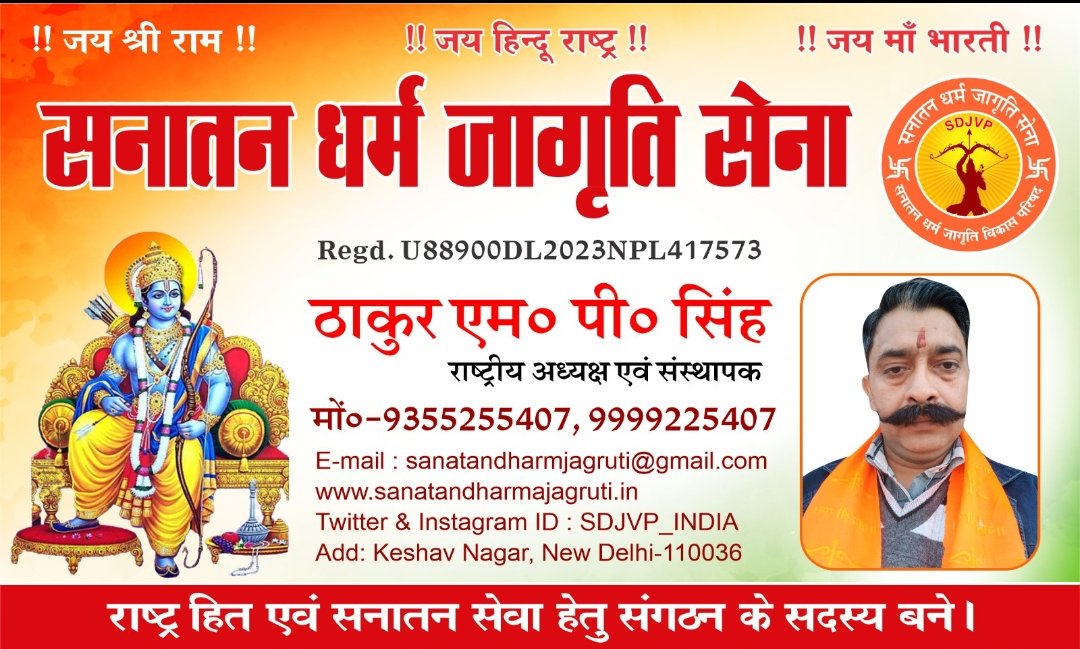 !! जय श्री राम !! !! जय हिन्दू राष्ट्र !! !! जय माँ भारती !!
सनातन धर्म जागृति सेना
सनातन धर्म जागृति सेना
SDJVP
सनातन धर्म जागृति विकास परिषद
Regd. U88900DL2023NPL417573
ठाकुर एम० पी० सिंह
राष्ट्रीय अध्यक्ष एवं संस्थापक
मों०-9355255407, 9999225407
E-mail : sanatandharmjagruti@gmail.com
www.sanatandharmajagruti.in
Twitter & Instagram ID : SDJVP_INDIA
Add: Keshav Nagar, New Delhi-110036
राष्ट्र हित एवं सनातन सेवा हेतु संगठन के सदस्य बने।